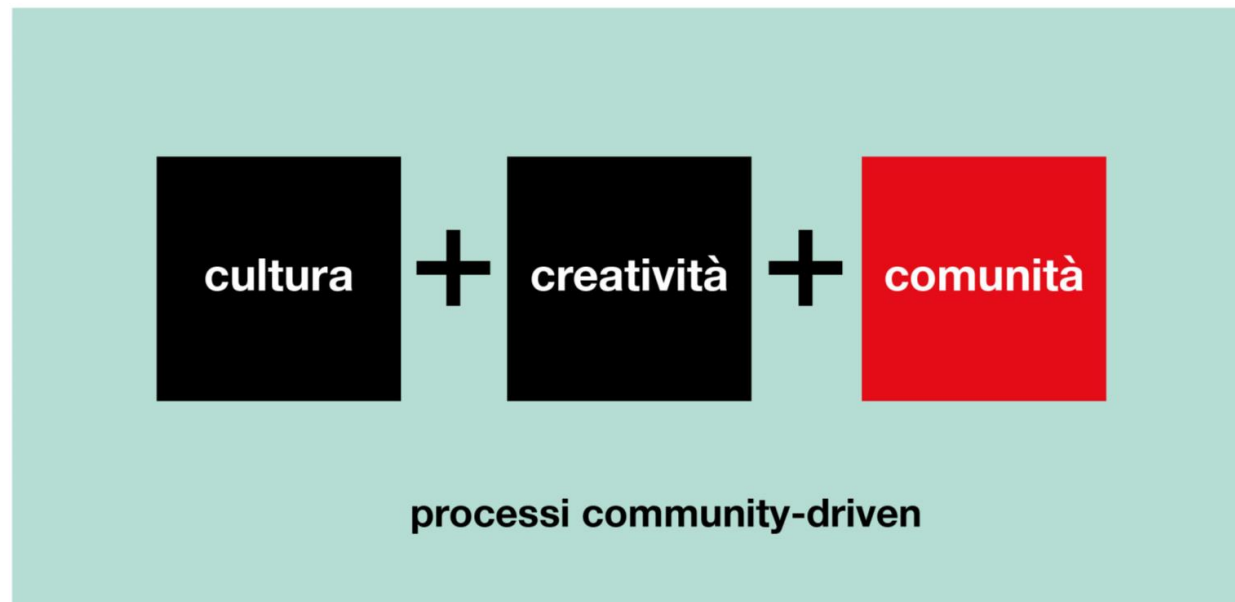 cultura + creatività + comunità
processi community-driven